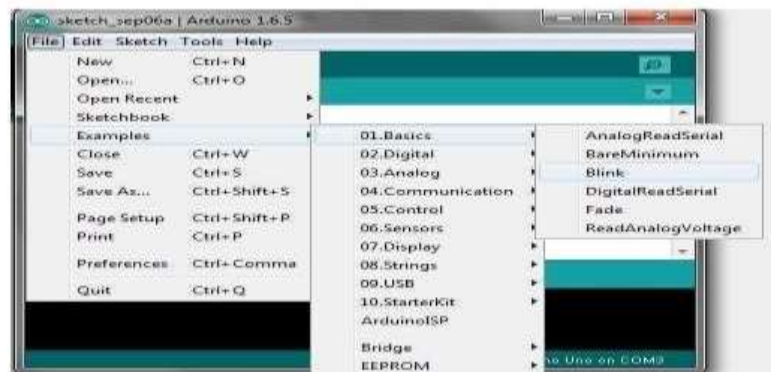 sketch_sep06a | Arduino 1.6.5
File Edit Sketch Tools Help
New Ctrl+N
Open... Ctrl+O
Open Recent
Sketchbook
Examples
Close Ctrl+W
Save Ctrl+S
Save As... Ctrl+Shift+S
Page Setup Ctrl+Shift+P
Print Ctrl+P
Preferences Ctrl+Comma
Quit Ctrl+Q
01.Basics
02.Digital
03.Analog
04.Communication
05.Control
06.Sensors
07.Display
08.Strings
09.USB
10.StarterKit
ArduinoISP
Bridge
EEPROM
AnalogReadSerial
BareMinimum
Blink
DigitalReadSerial
Fade
ReadAnalogVoltage
Uno on COM3